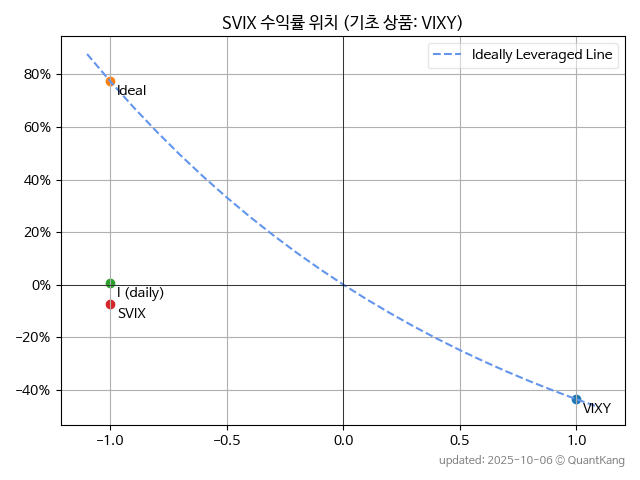 SVIX 수익률 위치 (기초 상품: VIXY)
Ideally Leveraged Line
80%
60%
40%
20%
0%
−20%
−40%
Ideal
I (daily)
SVIX
VIXY
−1.0
−0.5
0.0
0.5
1.0
updated: 2025-10-06 © QuantKang